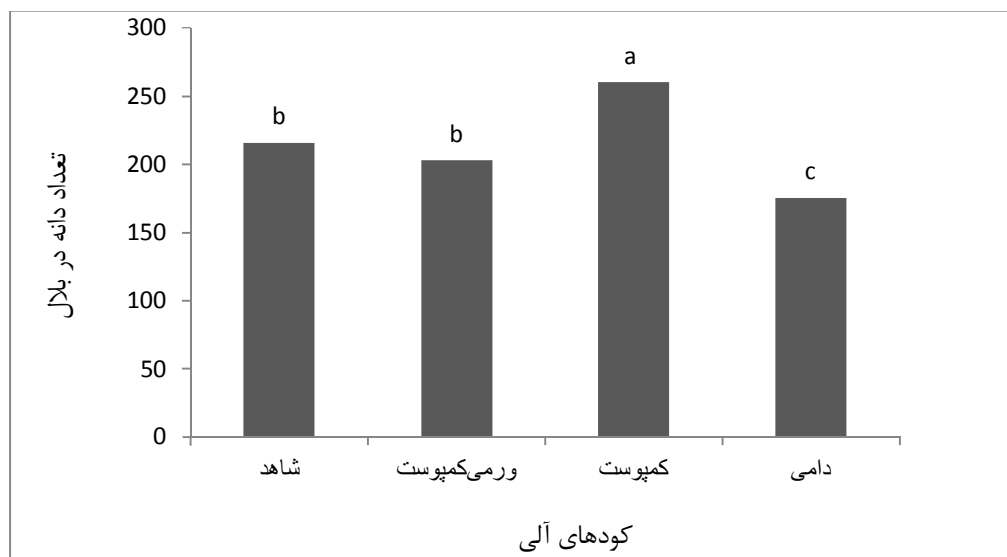 تعداد دانه در بلال
300
250
200
150
100
50
0
b
b
a
c
شاهد
ورمی‌کمپوست
کمپوست
دامی
کودهای آلی